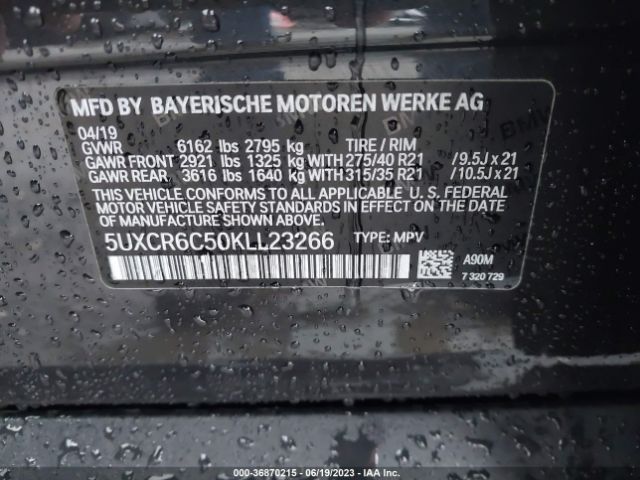 MFD BY BAYERISCHE MOTOREN WERKE AG
04/19
GVWR 6162 lbs 2795 kg TIRE / RIM
GAWR FRONT 2921 lbs 1325 kg WITH 275/40 R21 /9.5J x 21
GAWR REAR 3616 lbs 1640 kg WITH 315/35 R21 /10.5J x 21
THIS VEHICLE CONFORMS TO ALL APPLICABLE U. S. FEDERAL
MOTOR VEHICLE SAFETY STANDARDS IN EFFECT ON THE DATE
OF MANUFACTURE SHOWN ABOVE.
5UXCR6C50KLL23266 TYPE: MPV
A90M
7 320 729
000-36870215 - 06/19/2023 - IAA Inc.